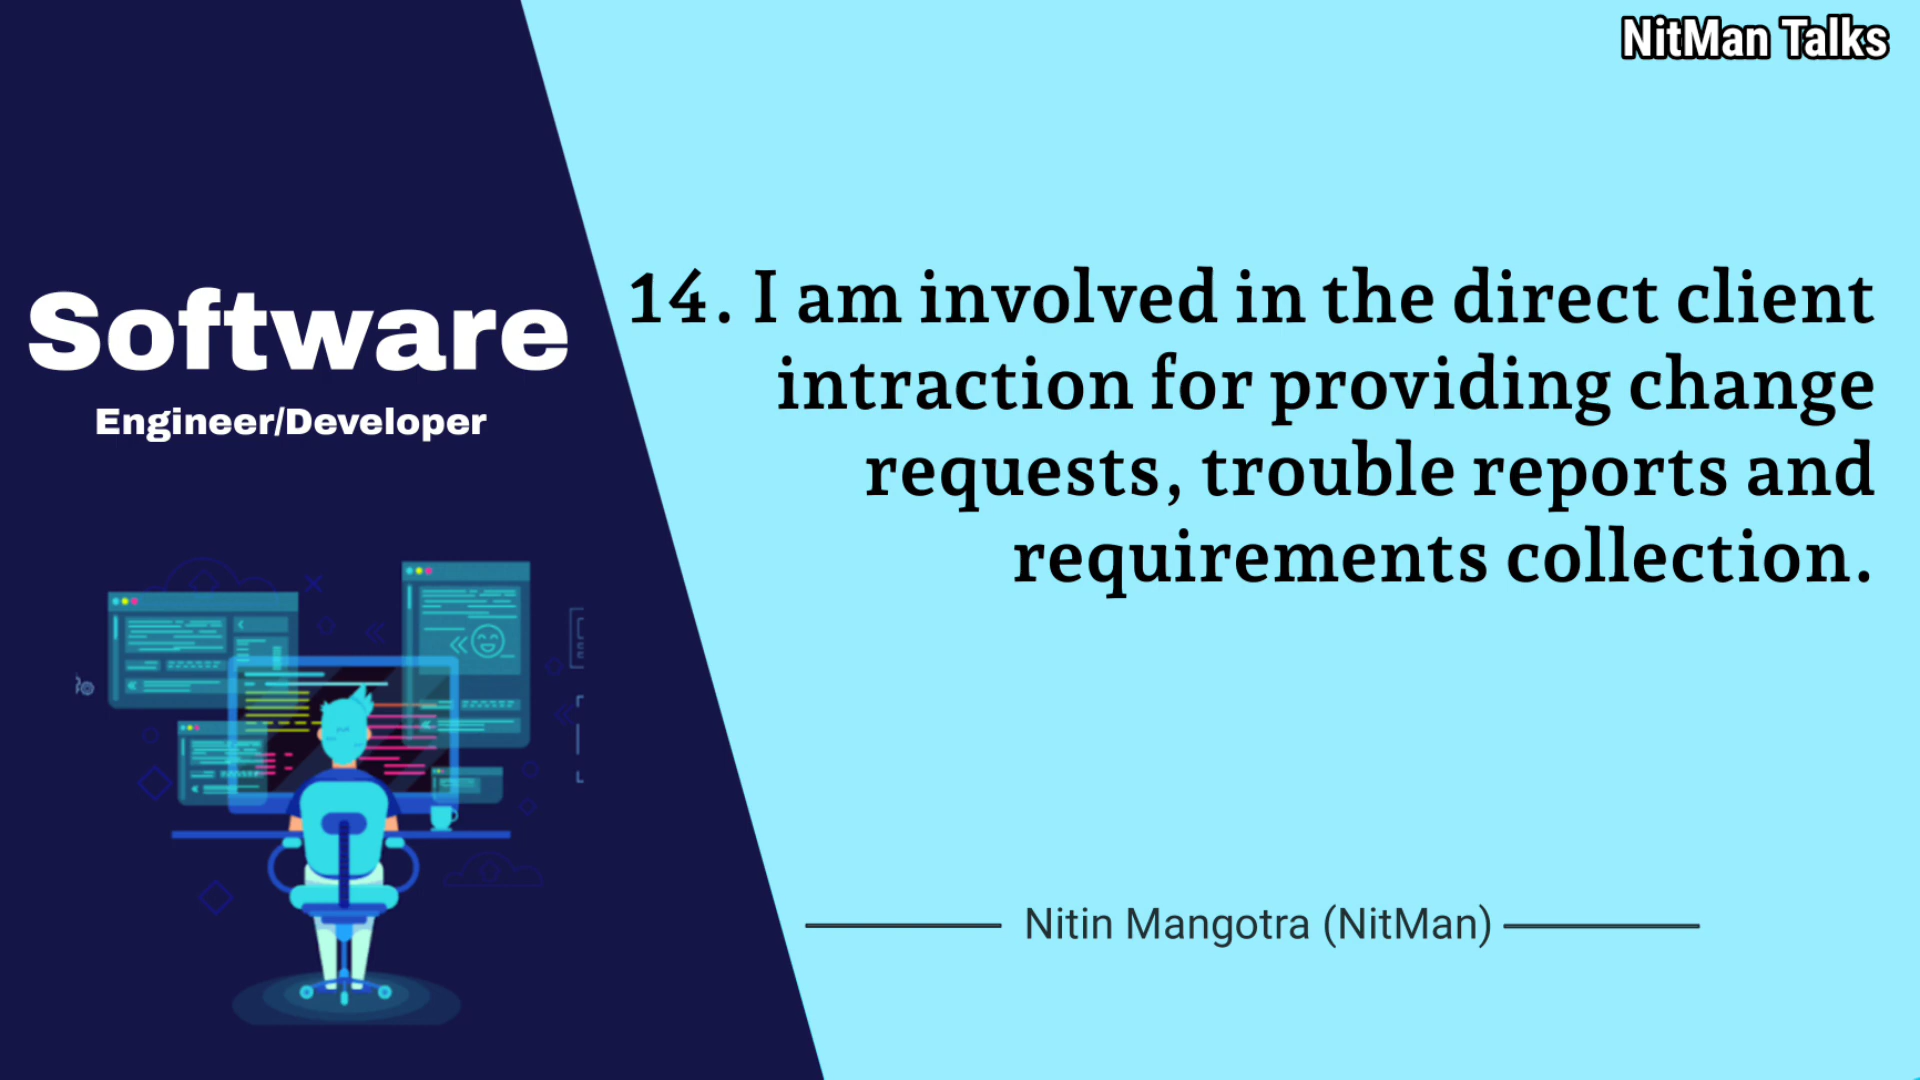 NitMan Talks
Software
Engineer/Developer
14. I am involved in the direct client
intraction for providing change
requests, trouble reports and
requirements collection.
Nitin Mangotra (NitMan)